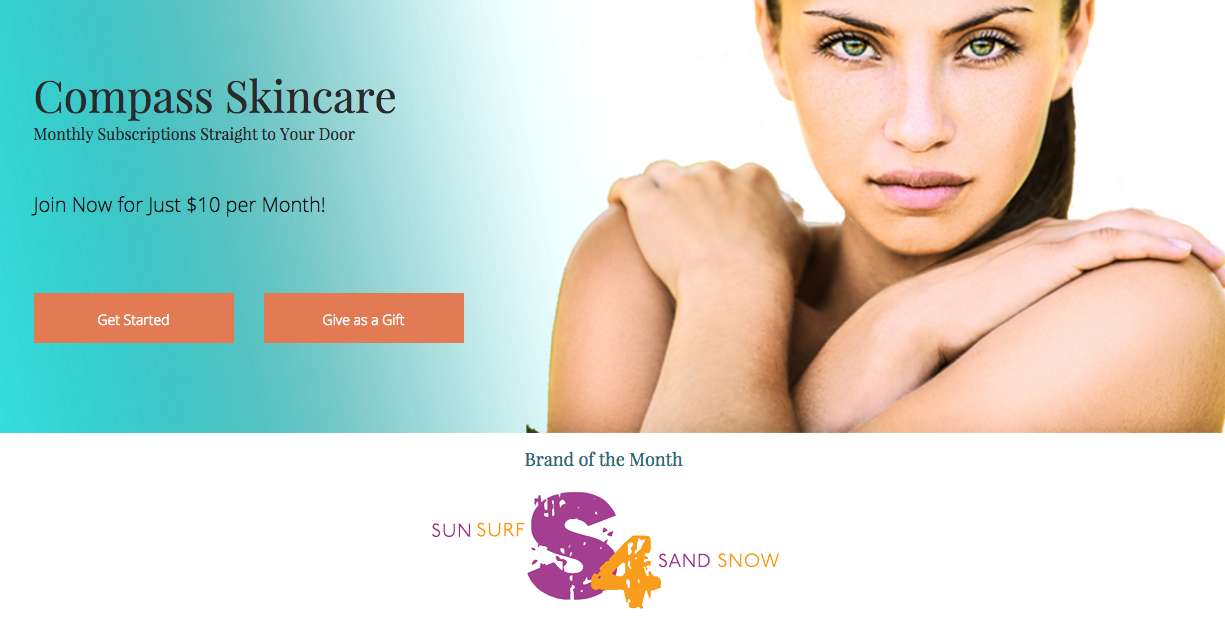 Compass Skincare
Monthly Subscriptions Straight to Your Door
Join Now for Just $10 per Month!
Get Started
Give as a Gift
Brand of the Month
SUN SURF S4 SAND SNOW